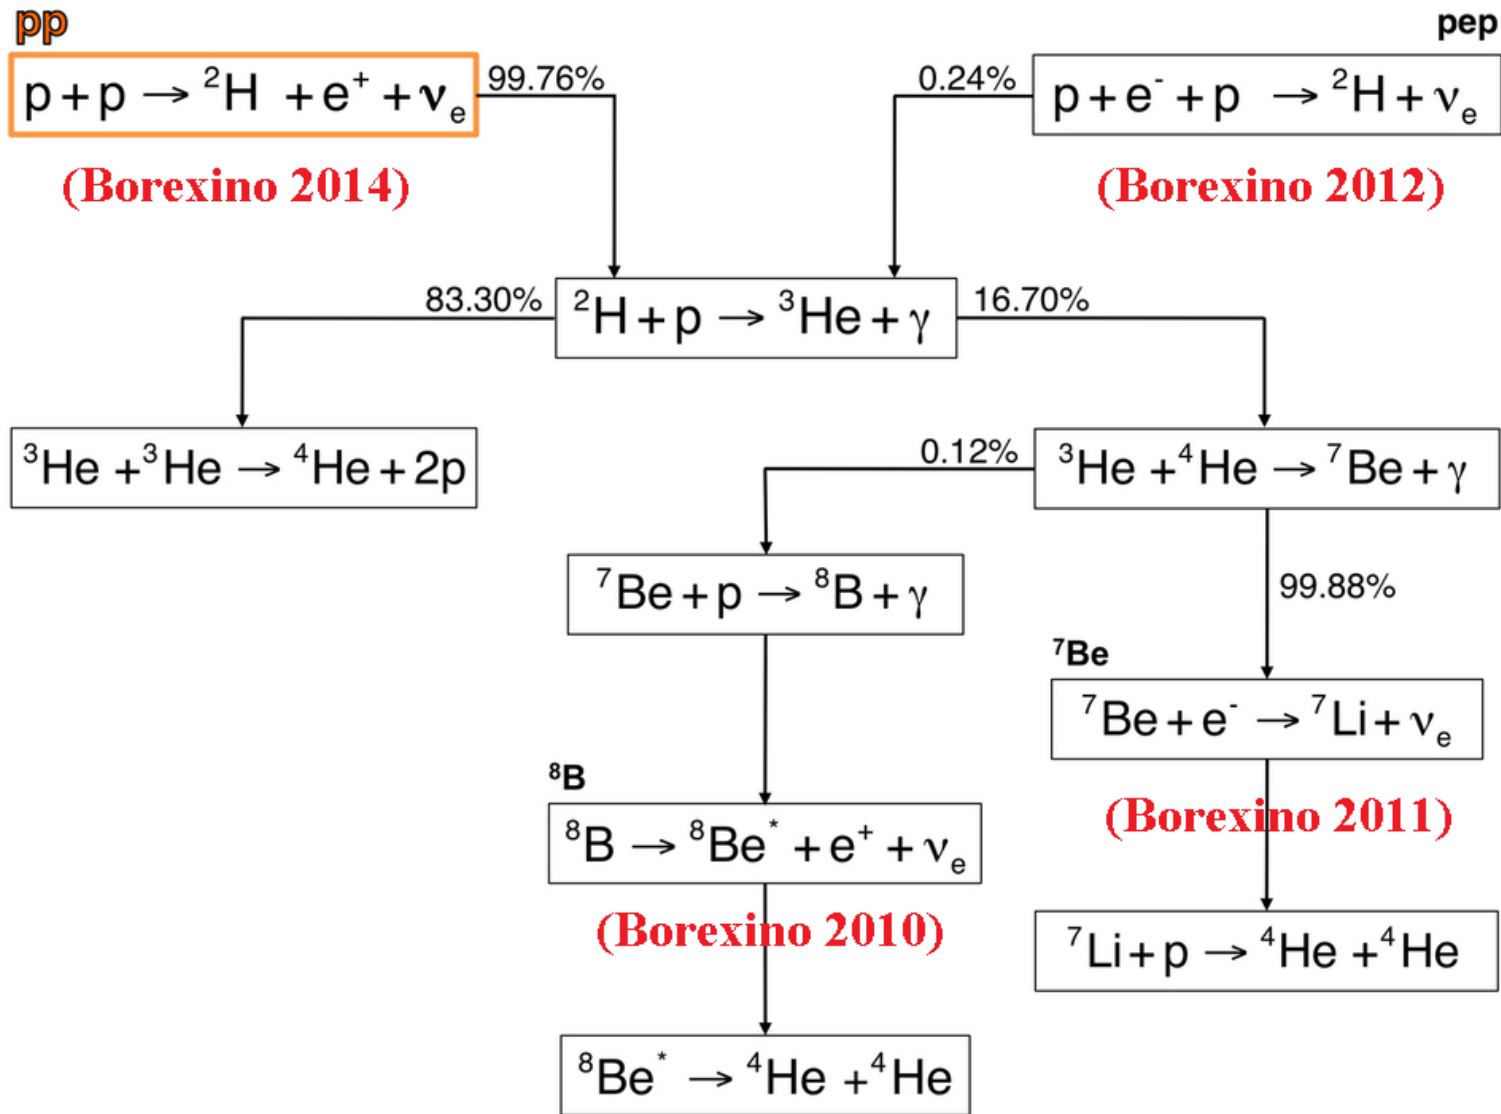 pp
pep
p + p → ²H + e⁺ + νₑ
99.76%
0.24%
p + e⁻ + p → ²H + νₑ
(Borexino 2014)
(Borexino 2012)
83.30%
²H + p → ³He + γ
16.70%
³He + ³He → ⁴He + 2p
0.12%
³He + ⁴He → ⁷Be + γ
⁷Be + p → ⁸B + γ
99.88%
⁷Be
⁷Be + e⁻ → ⁷Li + νₑ
⁸B
(Borexino 2011)
⁸B → ⁸Be* + e⁺ + νₑ
(Borexino 2010)
⁷Li + p → ⁴He + ⁴He
⁸Be* → ⁴He + ⁴He